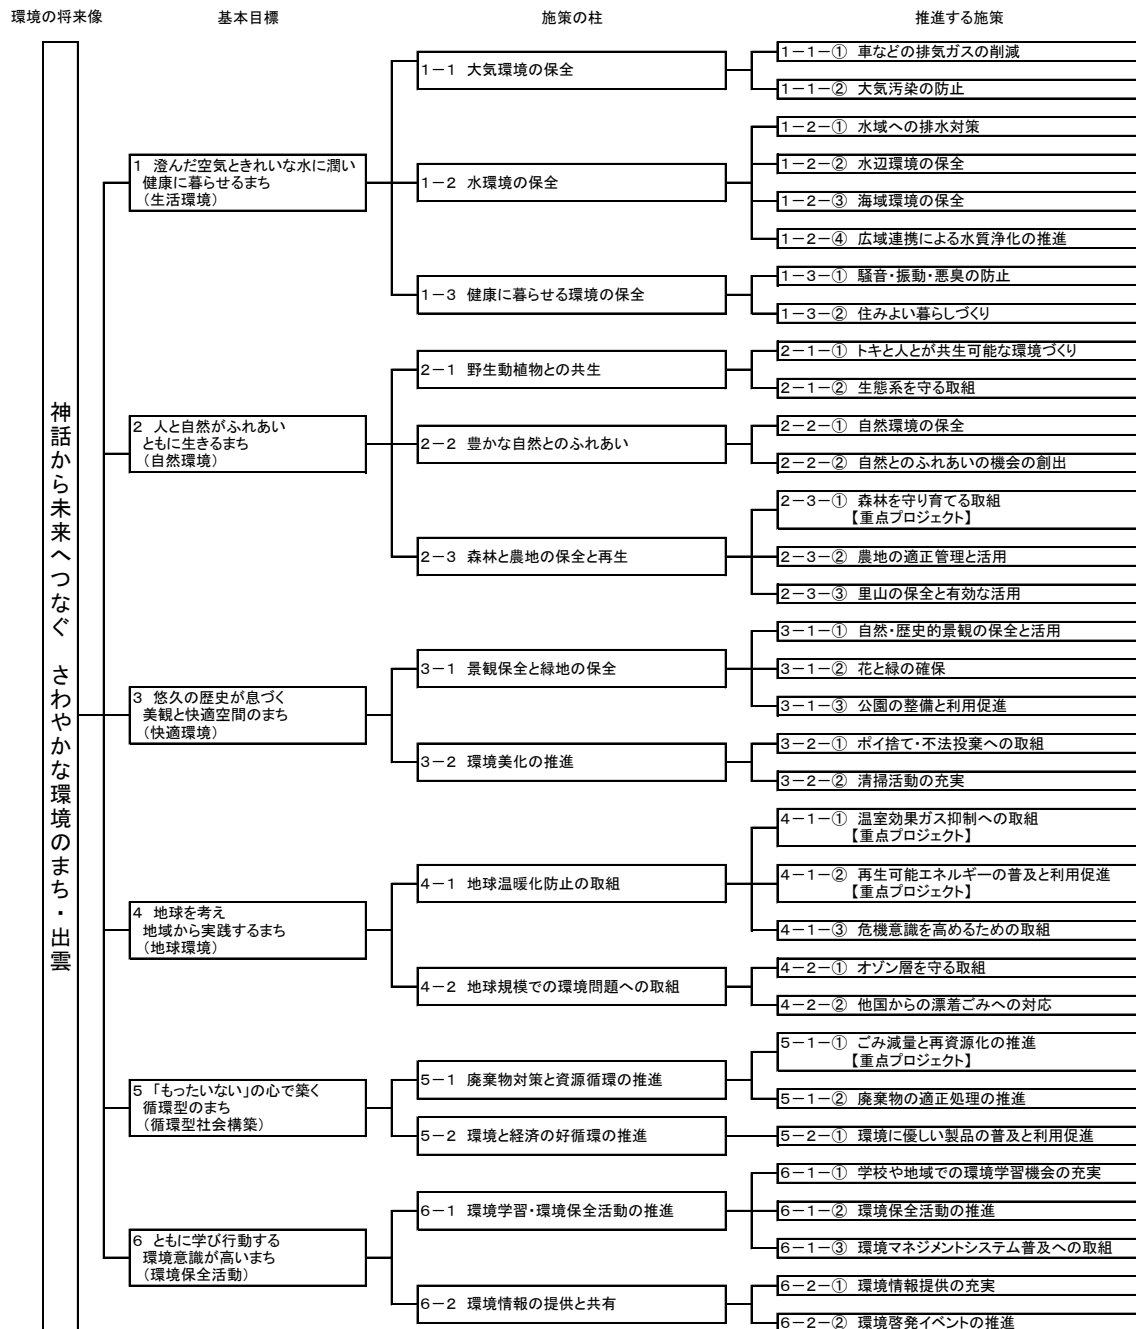 環境の将来像
基本目標
施策の柱
推進する施策
神話から未来へつなぐ　さわやかな環境のまち・出雲
1　澄んだ空気ときれいな水に潤い
健康に暮らせるまち
（生活環境）
1－1　大気環境の保全
1－1－①　車などの排気ガスの削減
1－1－②　大気汚染の防止
1－2　水環境の保全
1－2－①　水域への排水対策
1－2－②　水辺環境の保全
1－2－③　海域環境の保全
1－2－④　広域連携による水質浄化の推進
1－3　健康に暮らせる環境の保全
1－3－①　騒音・振動・悪臭の防止
1－3－②　住みよい暮らしづくり
2　人と自然がふれあい
ともに生きるまち
（自然環境）
2－1　野生動植物との共生
2－1－①　トキと人とが共生可能な環境づくり
2－1－②　生態系を守る取組
2－2　豊かな自然とのふれあい
2－2－①　自然環境の保全
2－2－②　自然とのふれあいの機会の創出
2－3　森林と農地の保全と再生
2－3－①　森林を守り育てる取組
【重点プロジェクト】
2－3－②　農地の適正管理と活用
2－3－③　里山の保全と有効な活用
3　悠久の歴史が息づく
美観と快適空間のまち
（快適環境）
3－1　景観保全と緑地の保全
3－1－①　自然・歴史的景観の保全と活用
3－1－②　花と緑の確保
3－1－③　公園の整備と利用促進
3－2　環境美化の推進
3－2－①　ポイ捨て・不法投棄への取組
3－2－②　清掃活動の充実
4　地球を考え
地域から実践するまち
（地球環境）
4－1　地球温暖化防止の取組
4－1－①　温室効果ガス抑制への取組
【重点プロジェクト】
4－1－②　再生可能エネルギーの普及と利用促進
【重点プロジェクト】
4－1－③　危機意識を高めるための取組
4－2　地球規模での環境問題への取組
4－2－①　オゾン層を守る取組
4－2－②　他国からの漂着ごみへの対応
5　「もったいない」の心で築く
循環型のまち
（循環型社会構築）
5－1　廃棄物対策と資源循環の推進
5－1－①　ごみ減量と再資源化の推進
【重点プロジェクト】
5－1－②　廃棄物の適正処理の推進
5－2　環境と経済の好循環の推進
5－2－①　環境に優しい製品の普及と利用促進
6　ともに学び行動する
環境意識が高いまち
（環境保全活動）
6－1　環境学習・環境保全活動の推進
6－1－①　学校や地域での環境学習機会の充実
6－1－②　環境保全活動の推進
6－1－③　環境マネジメントシステム普及への取組
6－2　環境情報の提供と共有
6－2－①　環境情報提供の充実
6－2－②　環境啓発イベントの推進